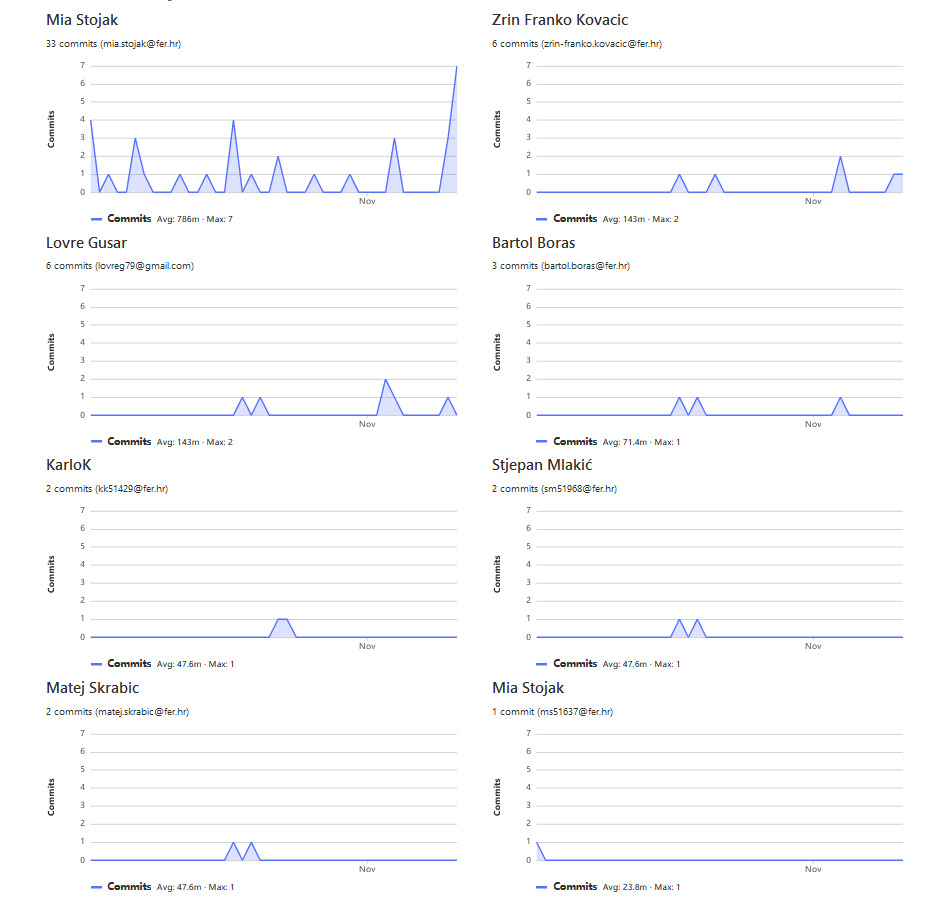 Mia Stojak
33 commits (mia.stojak@fer.hr)
7
6
5
4
3
2
1
0
Commits
Nov
Commits Avg: 786m · Max: 7
Zrin Franko Kovacic
6 commits (zrin-franko.kovacic@fer.hr)
7
6
5
4
3
2
1
0
Commits
Nov
Commits Avg: 143m · Max: 2
Lovre Gusar
6 commits (lovreg79@gmail.com)
7
6
5
4
3
2
1
0
Commits
Nov
Commits Avg: 143m · Max: 2
Bartol Boras
3 commits (bartol.boras@fer.hr)
7
6
5
4
3
2
1
0
Commits
Nov
Commits Avg: 71.4m · Max: 1
KarloK
2 commits (kk51429@fer.hr)
7
6
5
4
3
2
1
0
Commits
Nov
Commits Avg: 47.6m · Max: 1
Stjepan Mlakić
2 commits (sm51968@fer.hr)
7
6
5
4
3
2
1
0
Commits
Nov
Commits Avg: 47.6m · Max: 1
Matej Skrabic
2 commits (matej.skrabic@fer.hr)
7
6
5
4
3
2
1
0
Commits
Nov
Commits Avg: 47.6m · Max: 1
Mia Stojak
1 commit (ms51637@fer.hr)
7
6
5
4
3
2
1
0
Commits
Nov
Commits Avg: 23.8m · Max: 1